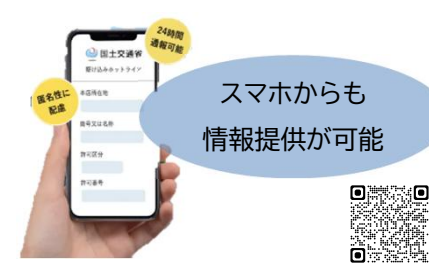 24時間
通報可能
国土交通省
駆け込みホットライン
匿名性に
配慮
本店所在地
商号又は名称
許可区分
許可番号
スマホからも
情報提供が可能